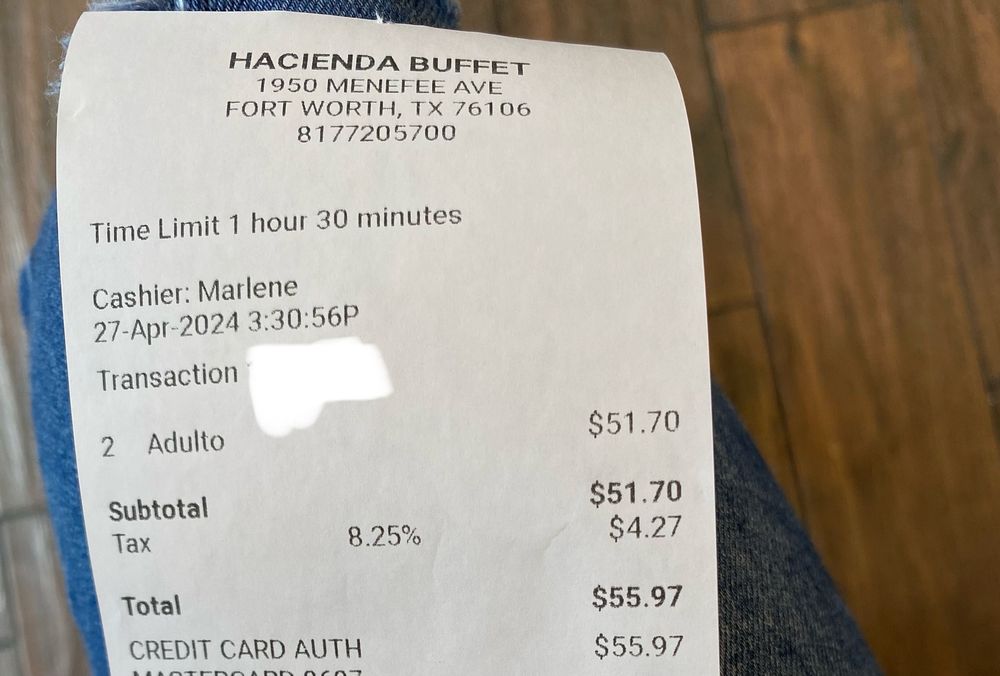 HACIENDA BUFFET
1950 MENEFEE AVE
FORT WORTH, TX 76106
8177205700
Time Limit 1 hour 30 minutes
Cashier: Marlene
27-Apr-2024 3:30:56P
Transaction
2 Adulto $51.70
Subtotal $51.70
Tax 8.25% $4.27
Total $55.97
CREDIT CARD AUTH $55.97
MASTERCARD